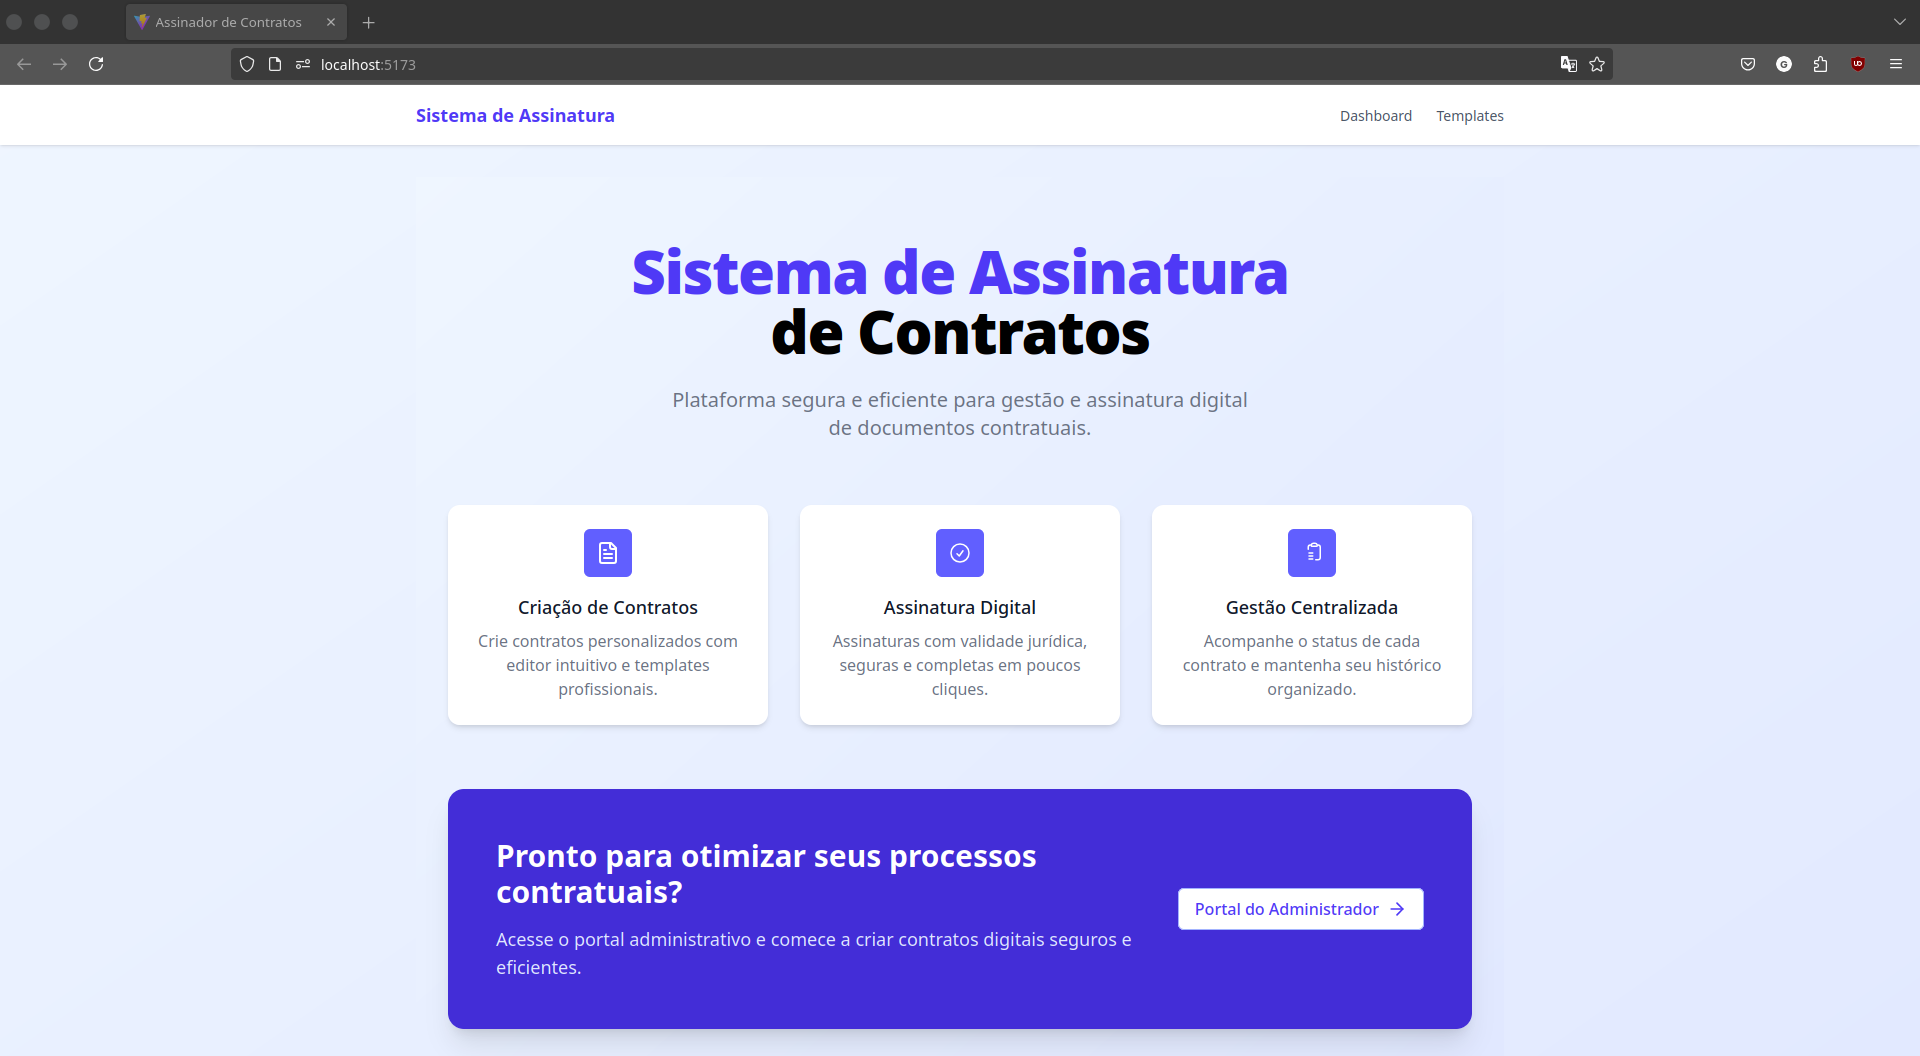 Assinador de Contratos
localhost:5173
Sistema de Assinatura
Dashboard
Templates
Sistema de Assinatura
de Contratos
Plataforma segura e eficiente para gestão e assinatura digital
de documentos contratuais.
Criação de Contratos
Crie contratos personalizados com
editor intuitivo e templates
profissionais.
Assinatura Digital
Assinaturas com validade jurídica,
seguras e completas em poucos
cliques.
Gestão Centralizada
Acompanhe o status de cada
contrato e mantenha seu histórico
organizado.
Pronto para otimizar seus processos
contratuais?
Acesse o portal administrativo e comece a criar contratos digitais seguros e
eficientes.
Portal do Administrador